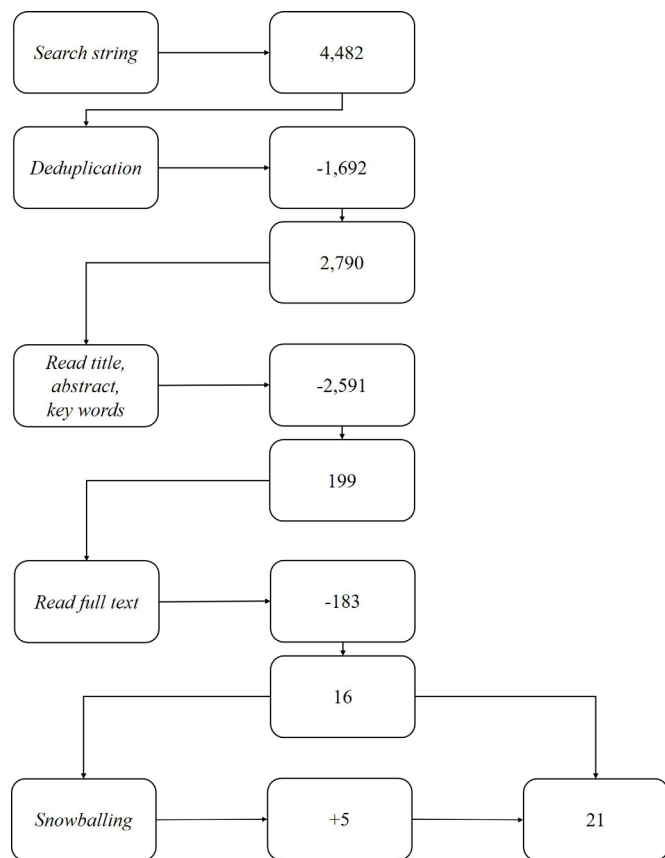 Search string
4,482
Deduplication
-1,692
2,790
Read title,
abstract,
key words
-2,591
199
Read full text
-183
16
Snowballing
+5
21